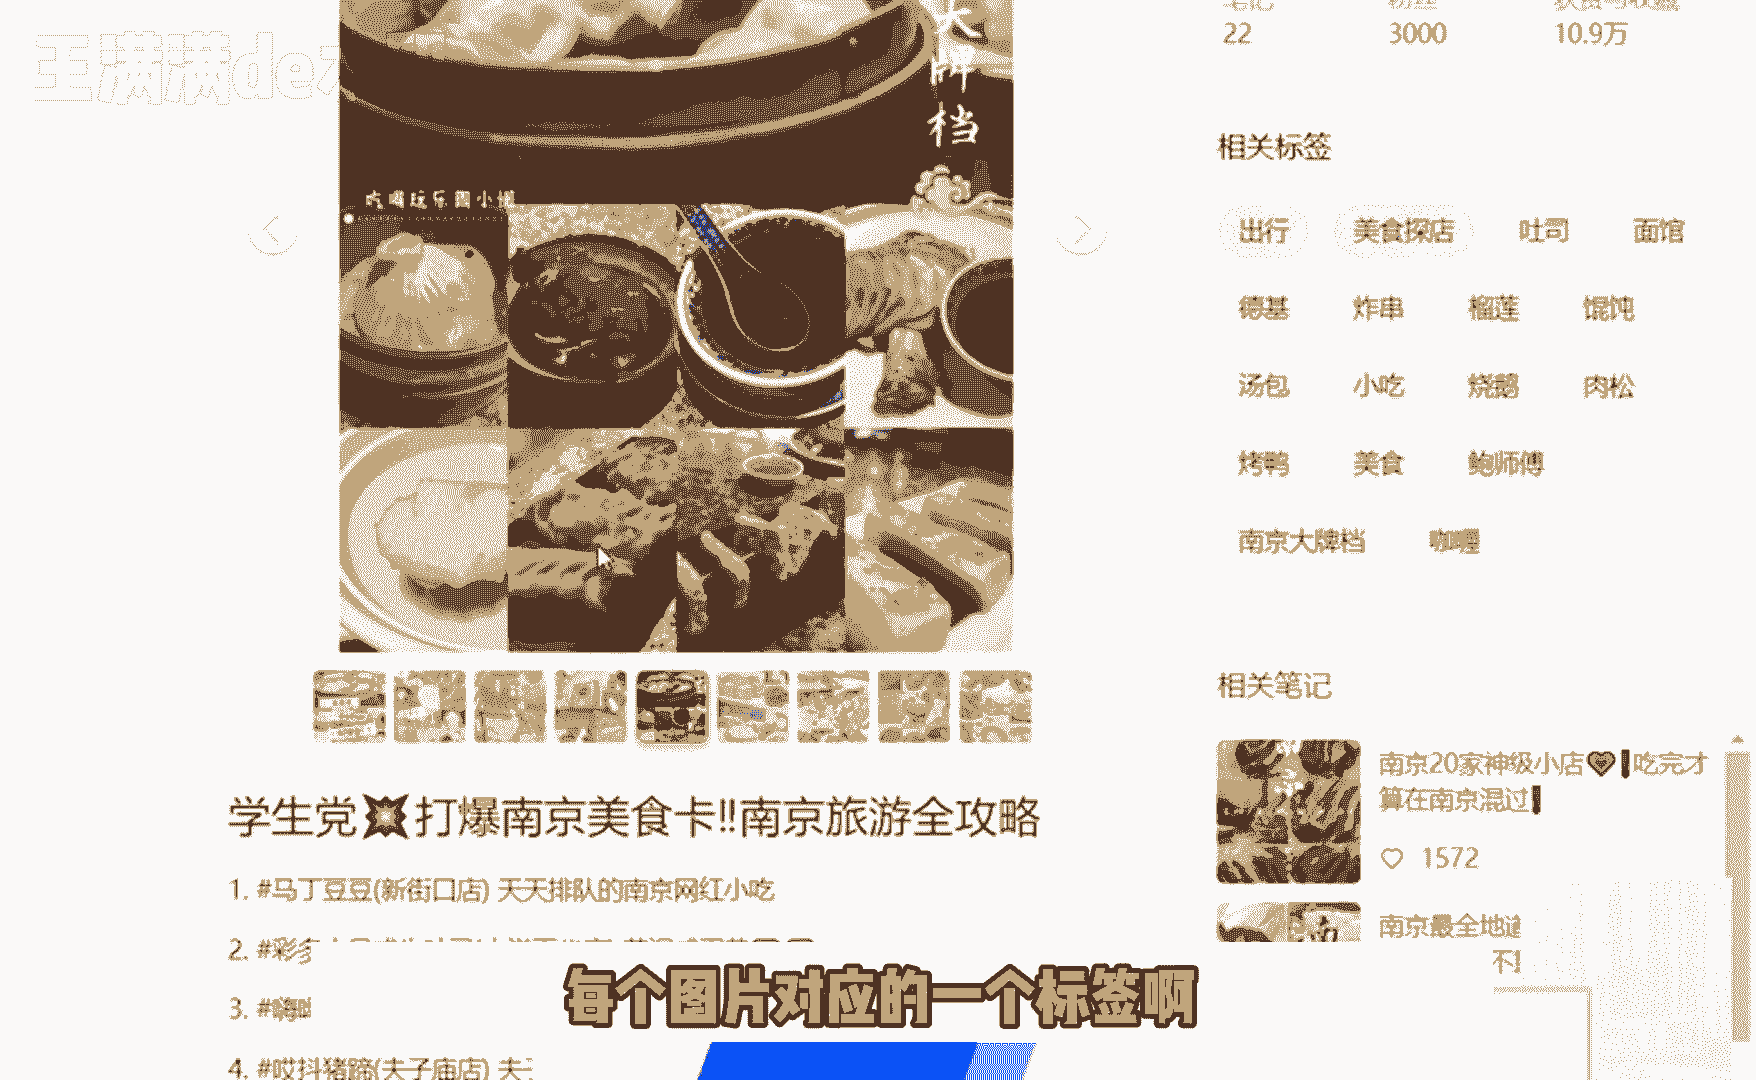 王满满de
大牌档
吃喝玩乐
22
3000
10.9万
相关标签
出行 美食探店 吐司 面馆
德基 炸串 榴莲 馄饨
汤包 小吃 烧鹅 肉松
烤鸭 美食 鲍师傅
南京大牌档 咖喱
相关笔记
南京20家神级小店 吃完才
算在南京混过
1572
南京最全地道
不
学生党💥打爆南京美食卡‼南京旅游全攻略
1. #马丁豆豆(新街口店) 天天排队的南京网红小吃
2. #彩
3. #
4. #哎抖猪蹄(夫子庙店) 天
每个图片对应的一个标签啊